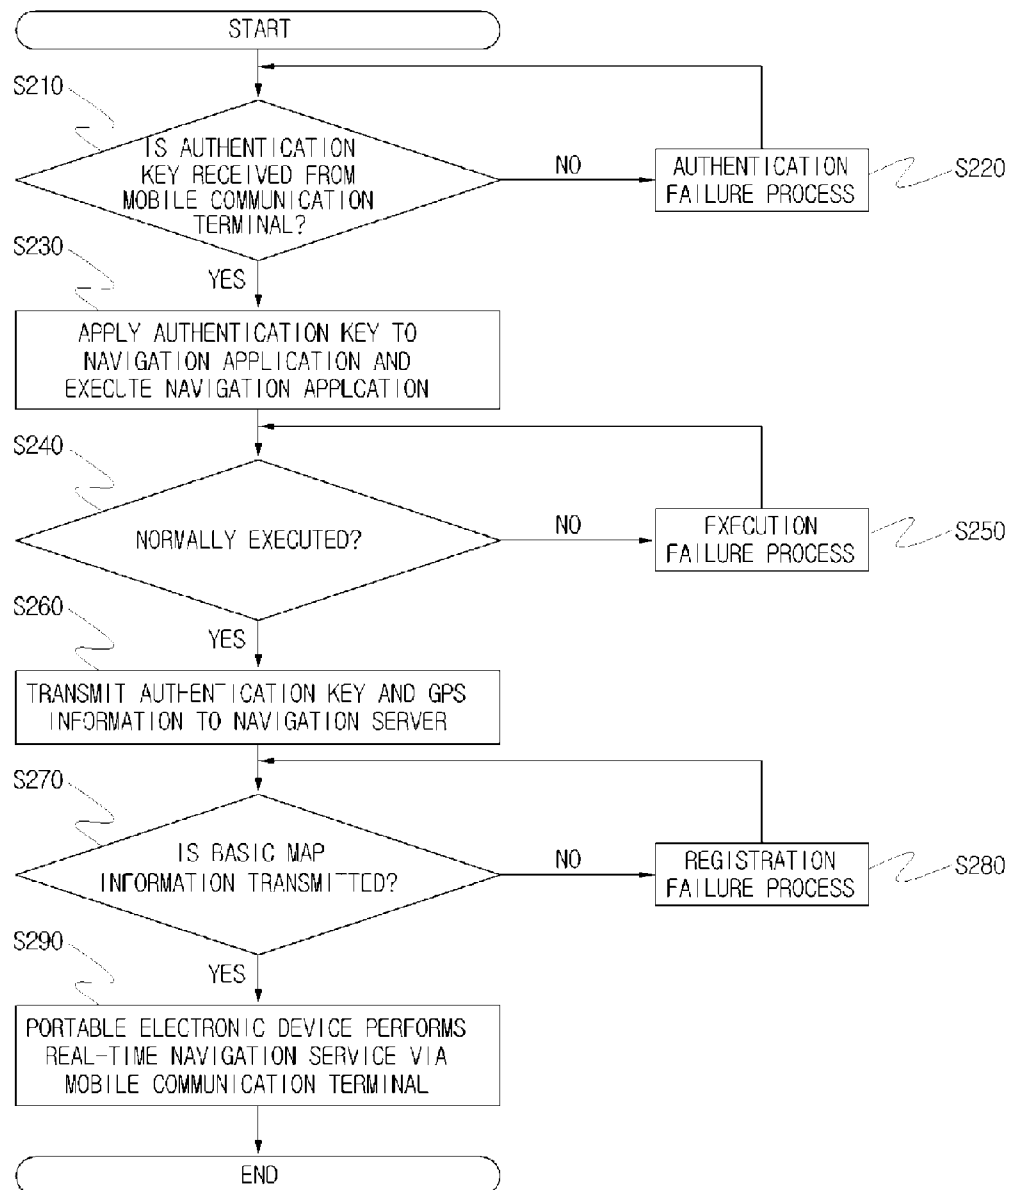 START
S210
IS AUTHENTICATION
KEY RECEIVED FROM
MOBILE COMMUNICATION
TERMINAL?
NO
AUTHENTICATION
FAILURE PROCESS
S220
S230
YES
APPLY AUTHENTICATION KEY TO
NAVIGATION APPLICATION AND
EXECUTE NAVIGATION APPLCATION
S240
NORMALLY EXECUTED?
NO
EXECUTION
FAILURE PROCESS
S250
S260
YES
TRANSMIT AUTHENTICATION KEY AND GPS
INFORMATION TO NAVIGATION SERVER
S270
IS BASIC MAP
INFORMATION TRANSMITTED?
NO
REGISTRATION
FAILURE PROCESS
S280
S290
YES
PORTABLE ELECTRONIC DEVICE PERFORMS
REAL-TIME NAVIGATION SERVICE VIA
MOBILE COMMUNICATION TERMINAL
END